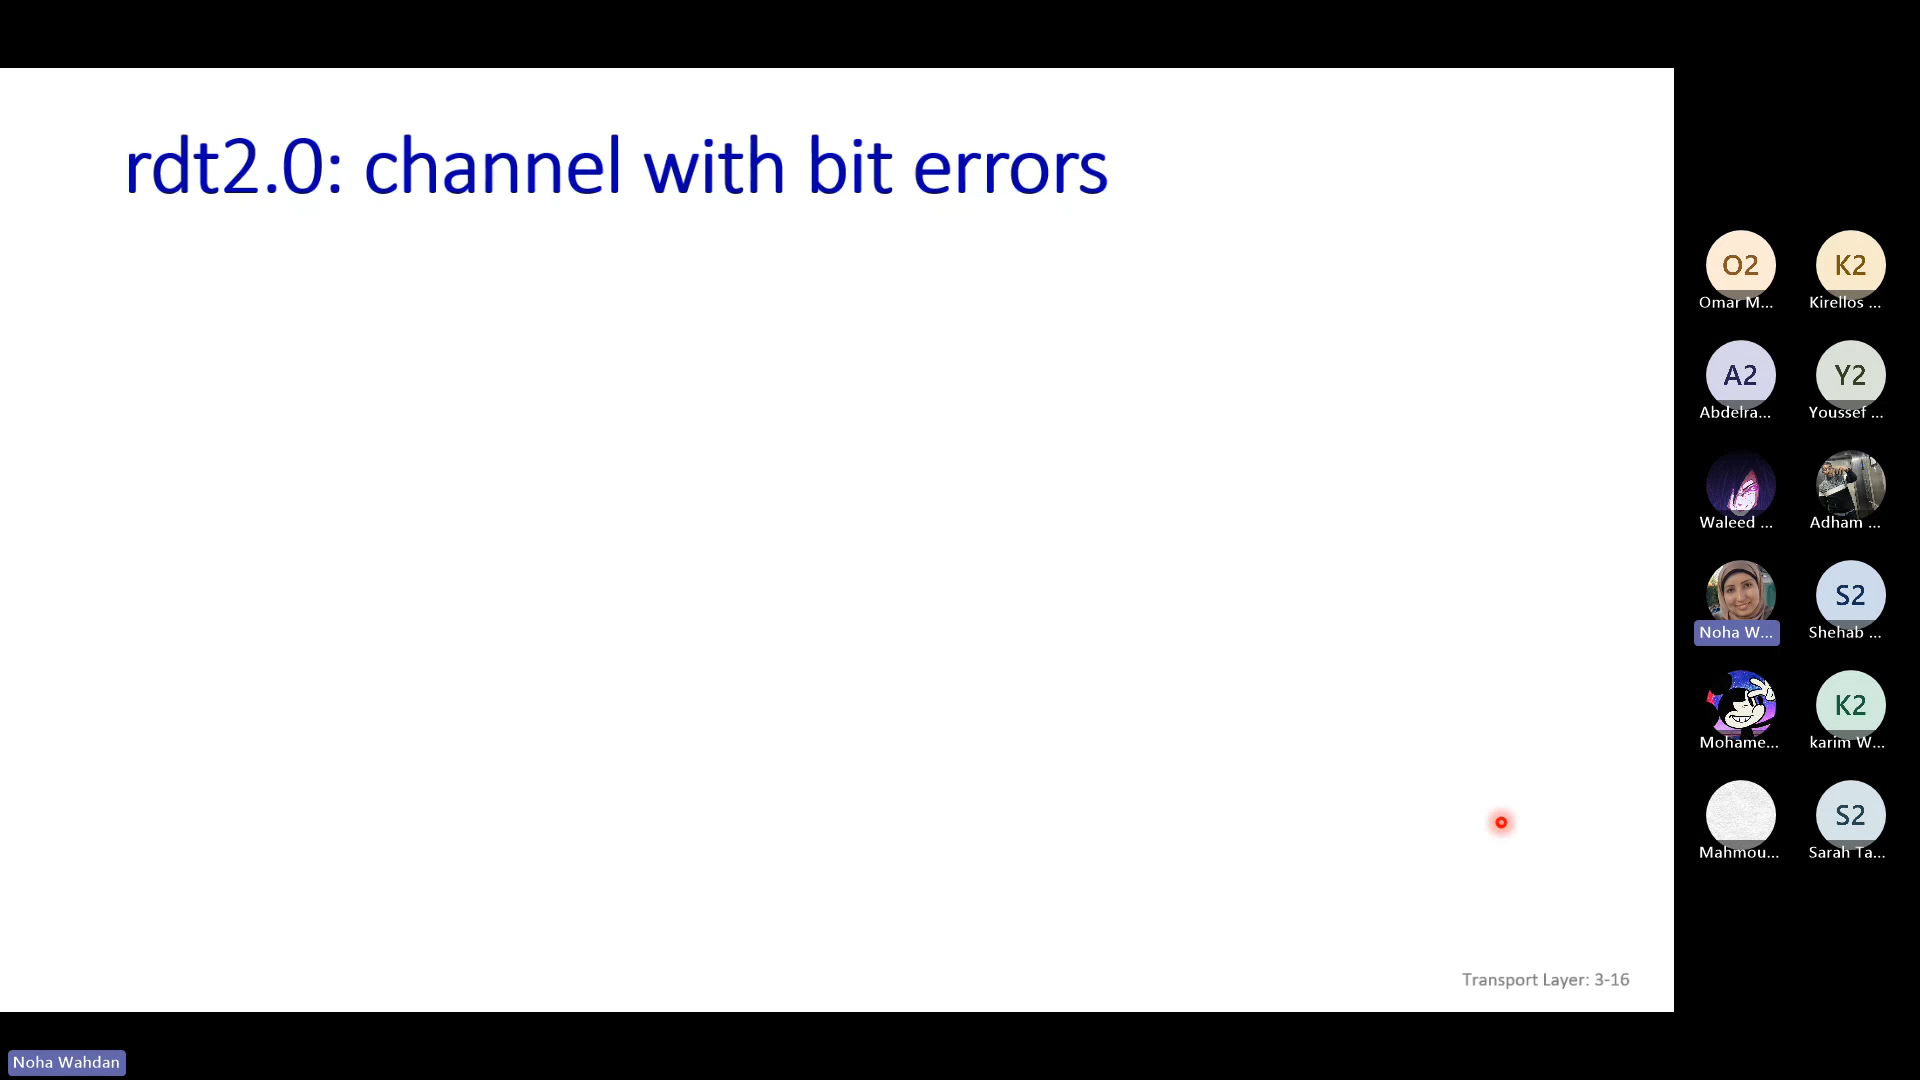 rdt2.0: channel with bit errors
O2
K2
Omar M...
Kirellos ...
A2
Y2
Abdelra...
Youssef ...
Waleed ...
Adham ...
S2
Noha W...
Shehab ...
K2
Mohame...
karim W...
S2
Mahmou...
Sarah Ta...
Transport Layer: 3-16
Noha Wahdan